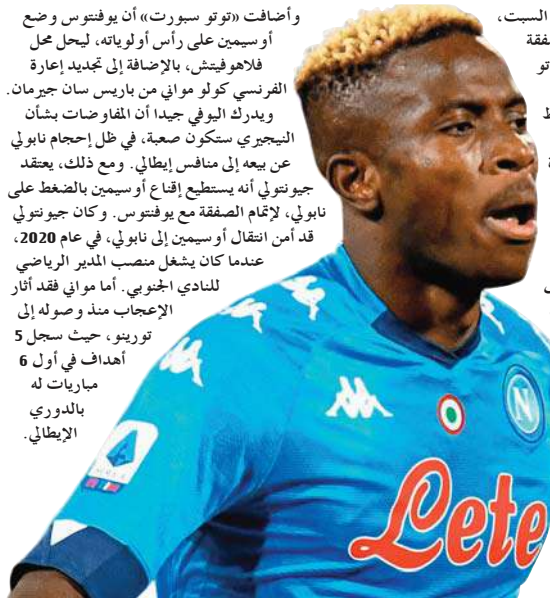 السبت،
صفقة
وأضافت «توتو سبورت» أن يوفنتوس وضع
أوسيمين على رأس أولوياته، ليحل محل
فلاهوفيتش، بالإضافة إلى تجديد إعارة
الفرنسي كولو مواني من باريس سان جيرمان.
ويدرك اليوفي جيدا أن المفاوضات بشأن
النيجيري ستكون صعبة، في ظل إحجام نابولي
عن بيعه إلى منافس إيطالي. ومع ذلك، يعتقد
جيونتولي أنه يستطيع إقناع أوسيمين بالضغط على
نابولي، لإتمام الصفقة مع يوفنتوس. وكان جيونتولي
قد أمن انتقال أوسيمين إلى نابولي، في عام 2020،
عندما كان يشغل منصب المدير الرياضي
للنادي الجنوبي. أما مواني فقد أثار
الإعجاب منذ وصوله إلى
تورينو، حيث سجل 5
أهداف في أول 6
مباريات له
بالدوري
الإيطالي.
N
Lete